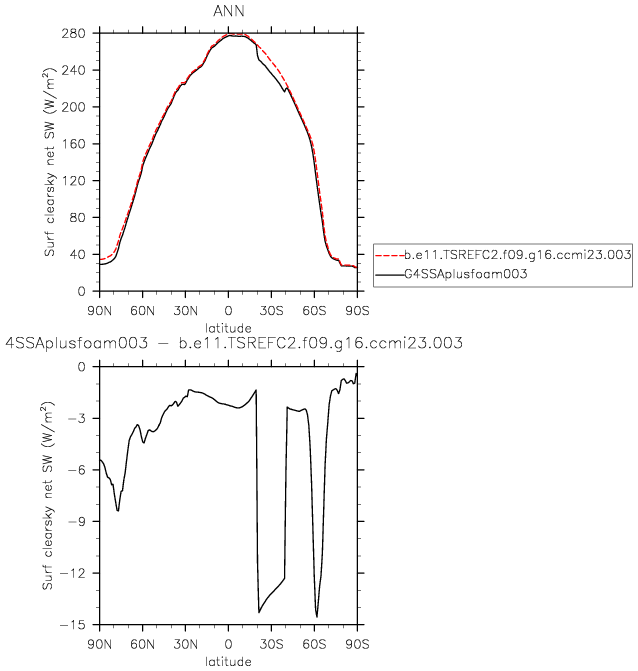 ANN
Surf clearsky net SW (W/m²)
280
240
200
160
120
80
40
0
90N 60N 30N 0 30S 60S 90S
latitude
b.e11.TSREFC2.f09.g16.ccmi23.003
G4SSAplusfoam003
4SSAplusfoam003 − b.e11.TSREFC2.f09.g16.ccmi23.003
Surf clearsky net SW (W/m²)
0
−3
−6
−9
−12
−15
90N 60N 30N 0 30S 60S 90S
latitude